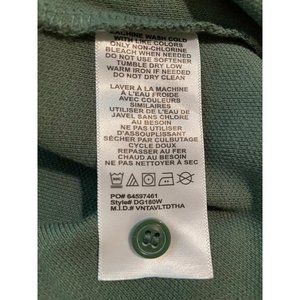 MACHINE WASH COLD
WITH LIKE COLORS
ONLY NON-CHLORINE
BLEACH WHEN NEEDED
DO NOT USE SOFTENER
TUMBLE DRY LOW
WARM IRON IF NEEDED
DO NOT DRY CLEAN
LAVER À LA MACHINE
À L'EAU FROIDE
AVEC COULEURS
SIMILAIRES
UTILISER DE L'EAU DE
JAVEL SANS CHLORE
AU BESOIN
NE PAS UTILISER
D'ASSOUPLISSANT
SÉCHER PAR CULBUTAGE
CYCLE DOUX
REPASSER AU FER
CHAUD AU BESOIN
NE PAS NETTOYER À SEC
PO# 64597461
Style# DG180W
M.I.D.# VNTAVLTDTHA